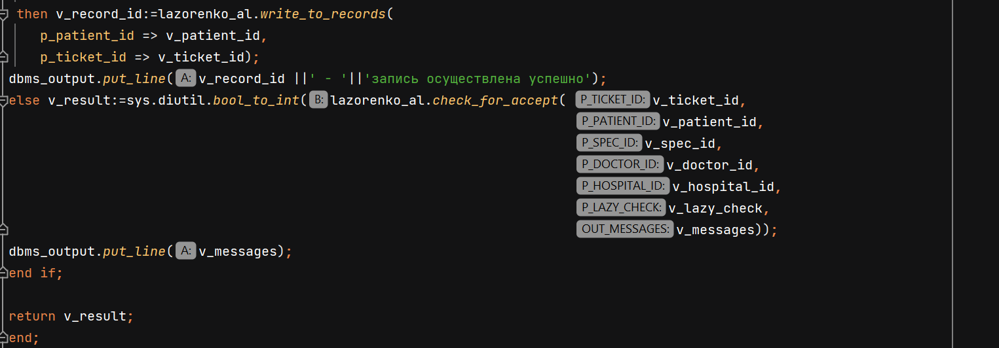 then v_record_id:=lazorenko_al.write_to_records(
p_patient_id => v_patient_id,
p_ticket_id => v_ticket_id);
dbms_output.put_line( A: v_record_id ||' - '||'запись осуществлена успешно');
else v_result:=sys.diutil.bool_to_int( B: lazorenko_al.check_for_accept( P_TICKET_ID: v_ticket_id,
P_PATIENT_ID: v_patient_id,
P_SPEC_ID: v_spec_id,
P_DOCTOR_ID: v_doctor_id,
P_HOSPITAL_ID: v_hospital_id,
P_LAZY_CHECK: v_lazy_check,
OUT_MESSAGES: v_messages));
dbms_output.put_line( A: v_messages);
end if;
return v_result;
end;